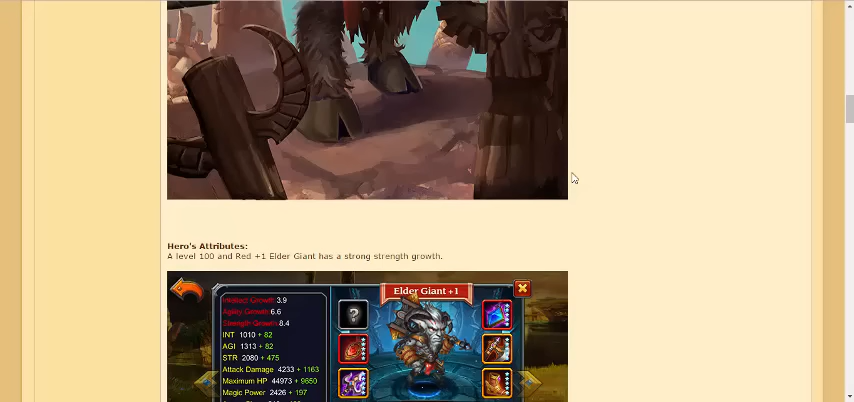 Hero's Attributes:
A level 100 and Red +1 Elder Giant has a strong strength growth.
Elder Giant +1
Intellect Growth 3.9
Agility Growth 6.6
Strength Growth 8.4
INT 1010 + 82
AGI 1313 + 82
STR 2080 + 475
Attack Damage 4233 + 1163
Maximum HP 44973 + 9650
Magic Power 2426 + 197
?